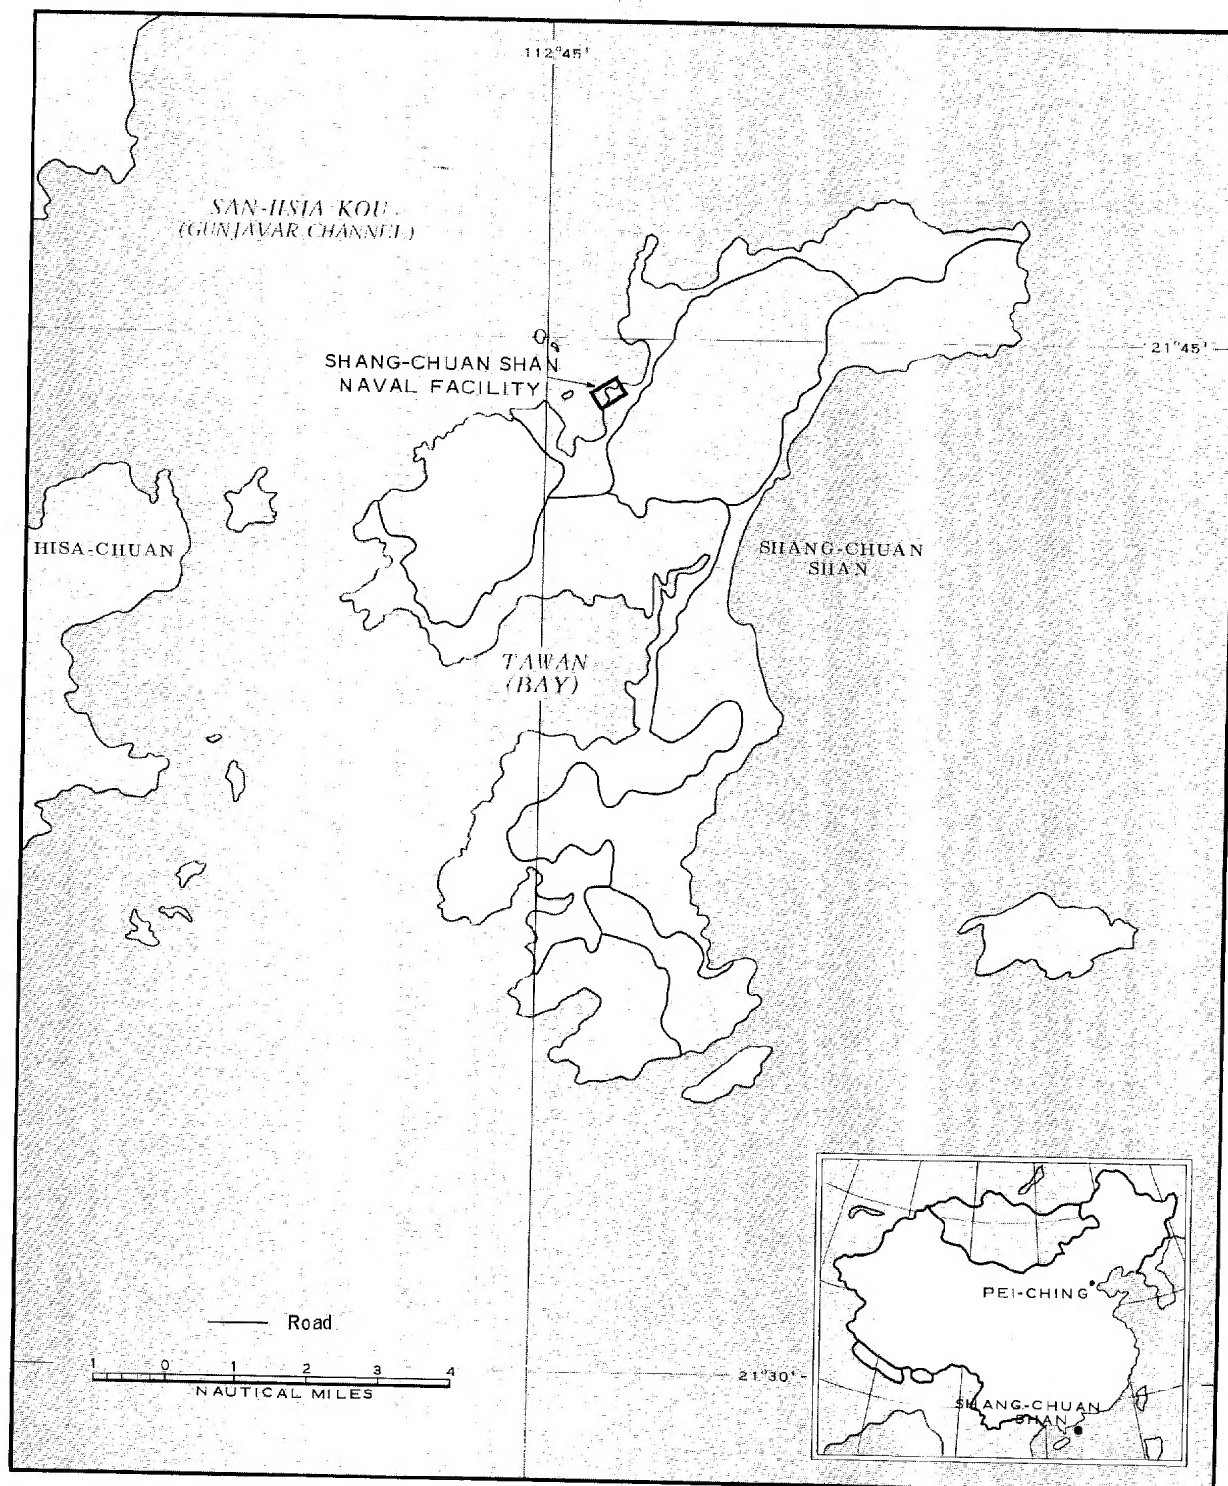 112°45'
SAN-HSIA KOU
(GUNJAVAR CHANNEL)
21°45'
SHANG-CHUAN SHAN
NAVAL FACILITY
HISA-CHUAN
SHANG-CHUAN
SHAN
TAWAN
(BAY)
PEI-CHING
Road
1 0 1 2 3 4
NAUTICAL MILES
21°30'
SHANG-CHUAN
SHAN